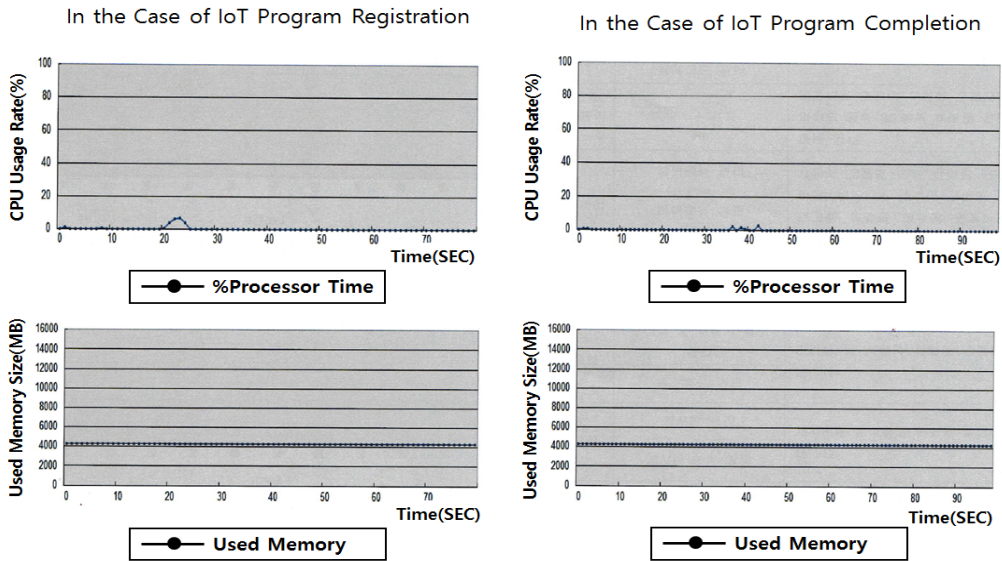 In the Case of IoT Program Registration
CPU Usage Rate(%)
100
80
60
40
20
0
0 10 20 30 40 50 60 70
Time(SEC)
%Processor Time
In the Case of IoT Program Completion
CPU Usage Rate(%)
100
80
60
40
20
0
0 10 20 30 40 50 60 70 80 90
Time(SEC)
%Processor Time
Used Memory Size(MB)
16000
14000
12000
10000
8000
6000
4000
2000
0
0 10 20 30 40 50 60 70
Time(SEC)
Used Memory
Used Memory Size(MB)
16000
14000
12000
10000
8000
6000
4000
2000
0
0 10 20 30 40 50 60 70 80 90
Time(SEC)
Used Memory